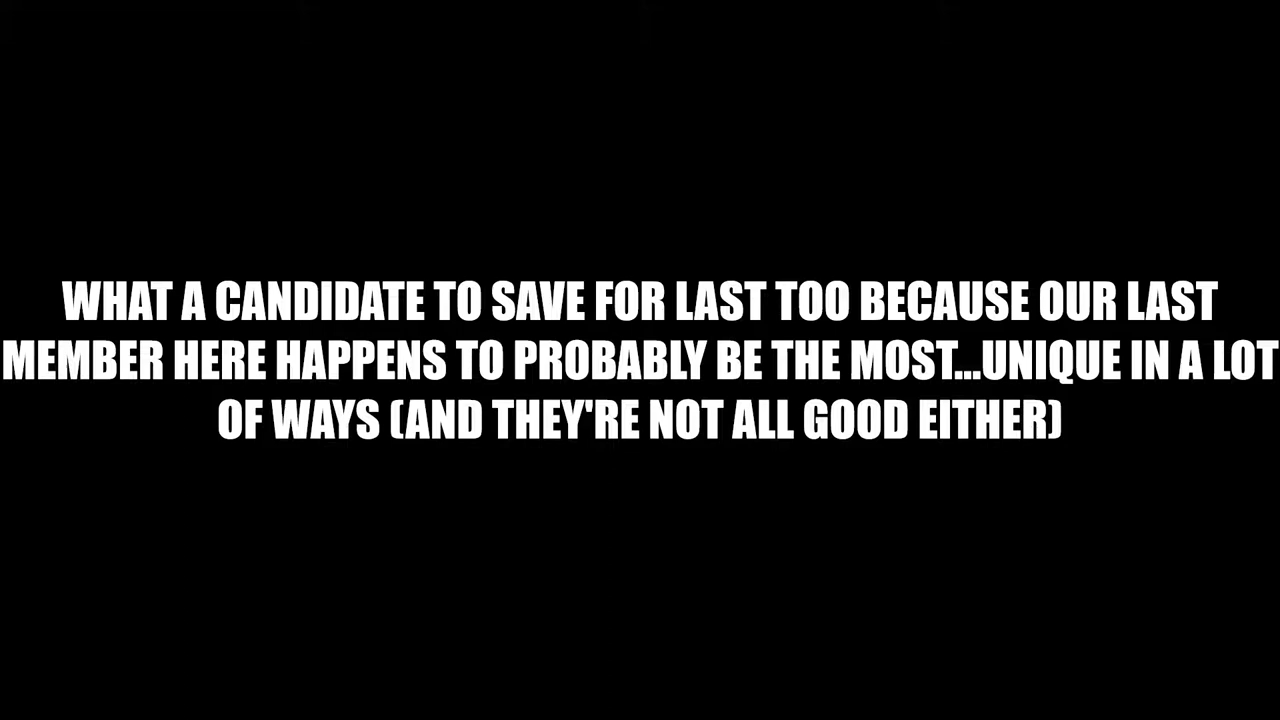 WHAT A CANDIDATE TO SAVE FOR LAST TOO BECAUSE OUR LAST
MEMBER HERE HAPPENS TO PROBABLY BE THE MOST...UNIQUE IN A LOT
OF WAYS (AND THEY'RE NOT ALL GOOD EITHER)